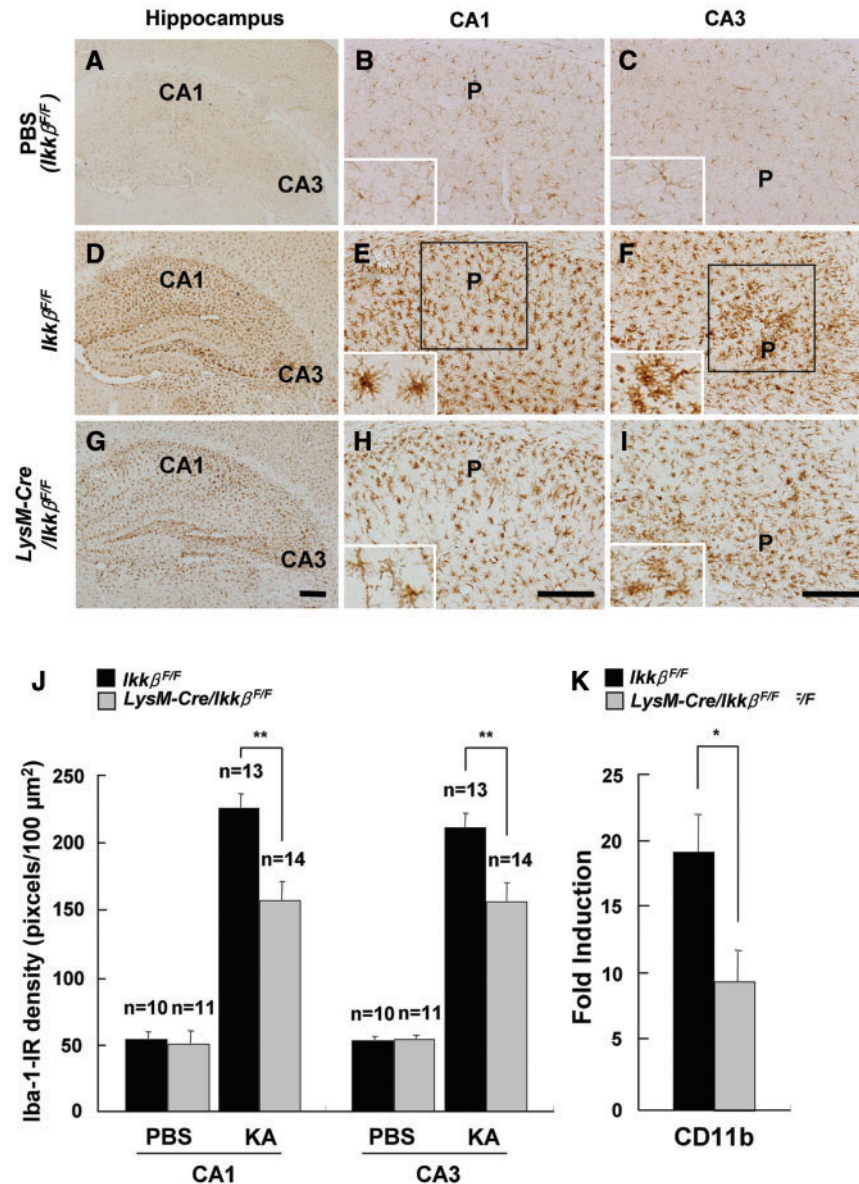 Hippocampus CA1 CA3
PBS
(Ikkβ^F/F)
A CA1 CA3
B P
C P
Ikkβ^F/F
D CA1 CA3
E P
F P
LysM-Cre
/Ikkβ^F/F
G CA1 CA3
H P
I P
J
Ikkβ^F/F
LysM-Cre/Ikkβ^F/F
Iba-1-IR density (pixcels/100 µm²)
250
200
150
100
50
0
** **
n=13 n=13
n=14 n=14
n=10 n=11 n=10 n=11
PBS KA PBS KA
CA1 CA3
K
Ikkβ^F/F
LysM-Cre/Ikkβ^F/F F/F
Fold Induction
25
20
15
10
5
0
*
CD11b